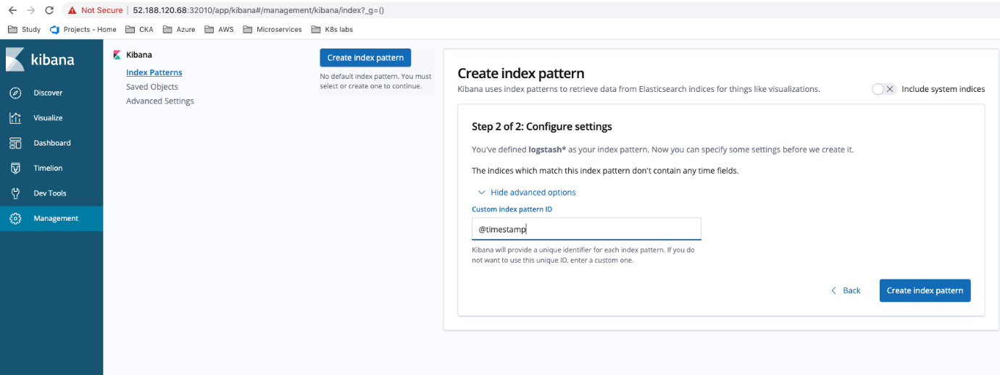 Not Secure | 52.188.120.68:32010/app/kibana#/management/kibana/index?_g=()
Study Projects - Home CKA Azure AWS Microservices K8s labs
kibana
Discover
Visualize
Dashboard
Timelion
Dev Tools
Management
Kibana
Index Patterns
Saved Objects
Advanced Settings
Create index pattern
No default index pattern. You must
select or create one to continue.
Create index pattern
Kibana uses index patterns to retrieve data from Elasticsearch indices for things like visualizations.
Include system indices
Step 2 of 2: Configure settings
You've defined logstash* as your index pattern. Now you can specify some settings before we create it.
The indices which match this index pattern don't contain any time fields.
Hide advanced options
Custom index pattern ID
@timestamp
Kibana will provide a unique identifier for each index pattern. If you do
not want to use this unique ID, enter a custom one.
Back
Create index pattern